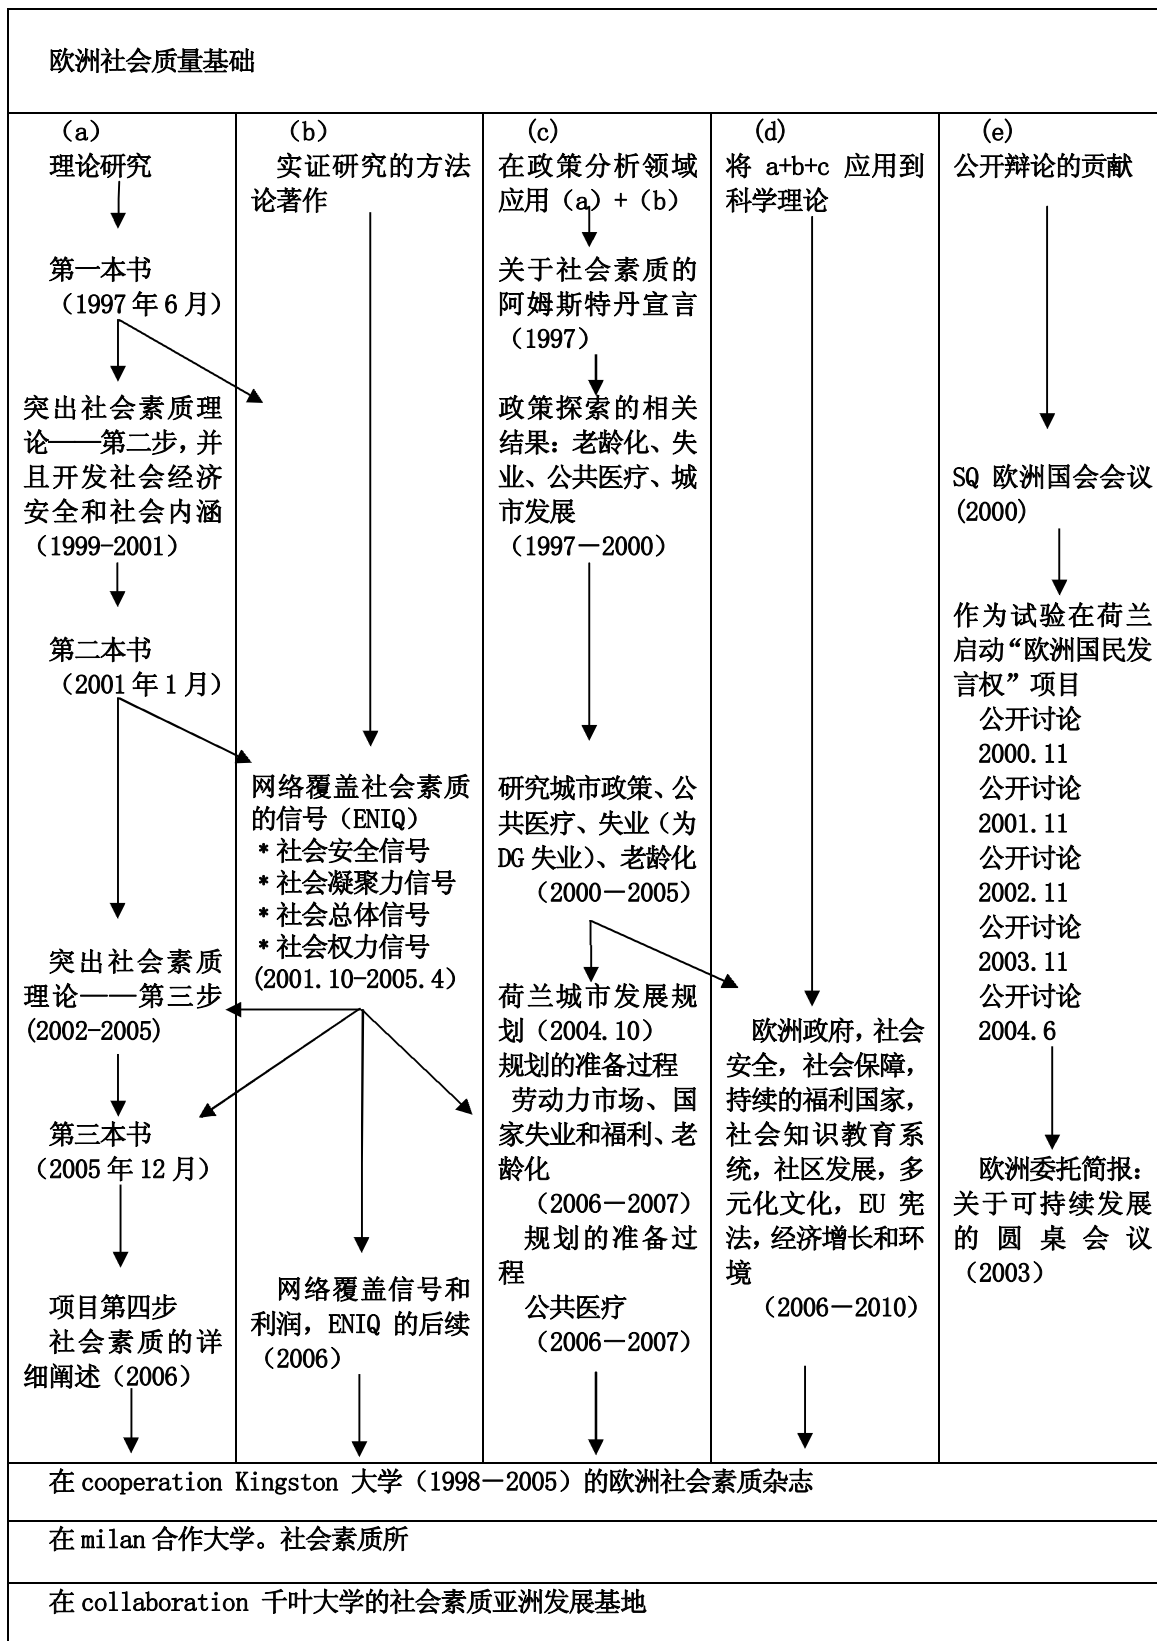 欧洲社会质量基础
（a）
理论研究
第一本书
（1997年6月）
突出社会素质理
论——第二步，并
且开发社会经济
安全和社会内涵
（1999-2001）
第二本书
（2001年1月）
突出社会素质
理论——第三步
(2002-2005)
第三本书
（2005年12月）
项目第四步
社会素质的详
细阐述（2006）
（b）
实证研究的方法
论著作
网络覆盖社会素质
的信号（ENIQ）
*社会安全信号
*社会凝聚力信号
*社会总体信号
*社会权力信号
(2001.10-2005.4）
网络覆盖信号和
利润，ENIQ 的后续
（2006）
(c)
在政策分析领域
应用（a）+（b）
关于社会素质的
阿姆斯特丹宣言
（1997）
政策探索的相关
结果：老龄化、失
业、公共医疗、城
市发展
（1997－2000）
研究城市政策、公
共医疗、失业（为
DG失业）、老龄化
（2000－2005）
荷兰城市发展规
划（2004.10）
规划的准备过程
劳动力市场、国
家失业和福利、老
龄化
（2006－2007）
规划的准备过
程
公共医疗
（2006－2007）
(d)
将 a+b+c 应用到
科学理论
欧洲政府，社会
安全，社会保障，
持续的福利国家，
社会知识教育系
统，社区发展，多
元化文化，EU 宪
法，经济增长和环
境
（2006－2010）
(e)
公开辩论的贡献
SQ 欧洲国会会议
(2000)
作为试验在荷兰
启动“欧洲国民发
言权”项目
公开讨论
2000.11
公开讨论
2001.11
公开讨论
2002.11
公开讨论
2003.11
公开讨论
2004.6
欧洲委托简报：
关于可持续发展
的圆桌会议
（2003）
在cooperation Kingston 大学（1998－2005）的欧洲社会素质杂志
在milan合作大学。社会素质所
在collaboration 千叶大学的社会素质亚洲发展基地